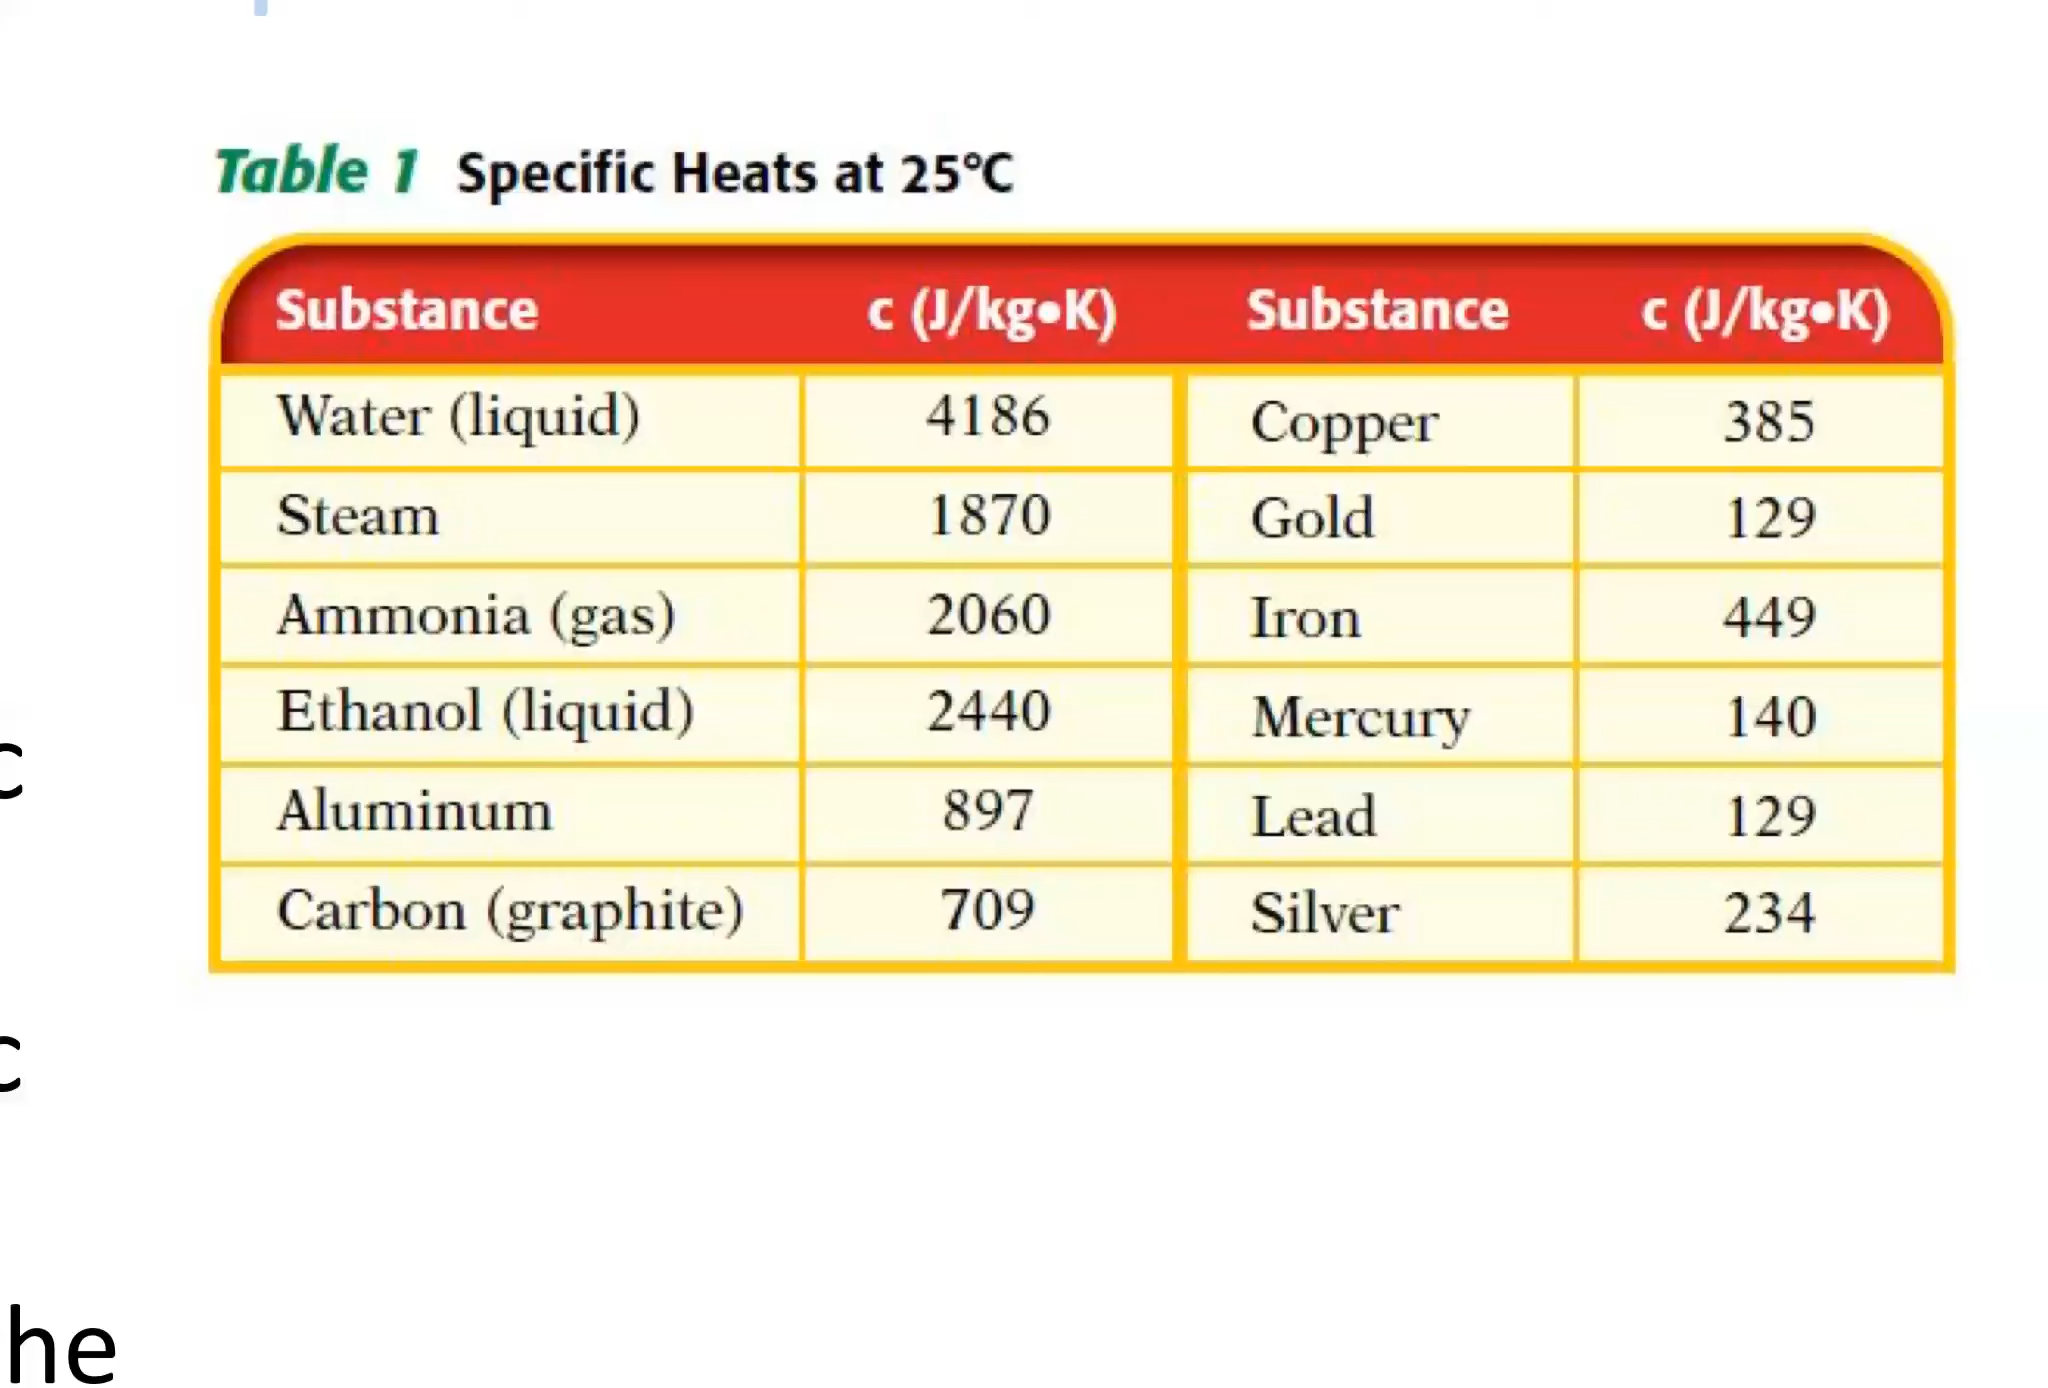 Table 1 Specific Heats at 25°C
Substance c (J/kg•K) Substance c (J/kg•K)
Water (liquid) 4186 Copper 385
Steam 1870 Gold 129
Ammonia (gas) 2060 Iron 449
Ethanol (liquid) 2440 Mercury 140
c
Aluminum 897 Lead 129
Carbon (graphite) 709 Silver 234
c
he